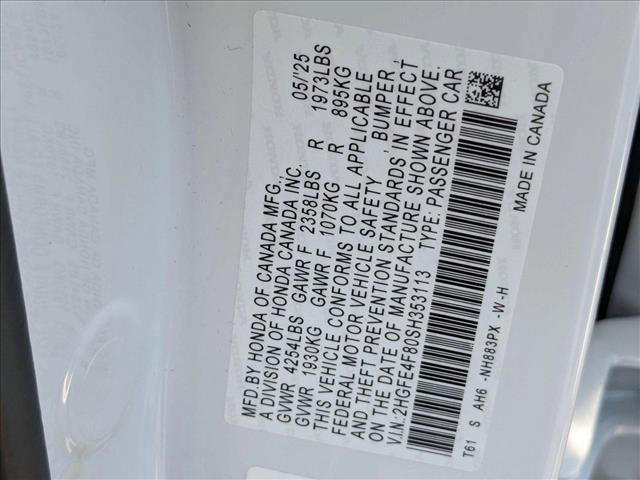 MFD.BY HONDA OF CANADA MFG., 05/'25
A DIVISION OF HONDA CANADA INC.
GVWR 4254LBS GAWR F 2358LBS R 1973LBS
GVWR 1930KG GAWR F 1070KG R 895KG
THIS VEHICLE CONFORMS TO ALL APPLICABLE
FEDERAL MOTOR VEHICLE SAFETY , BUMPER,
AND THEFT PREVENTION STANDARDS IN EFFECT
ON THE DATE OF MANUFACTURE SHOWN ABOVE.
V.I.N.:2HGFE4F80SH353113 TYPE: PASSENGER CAR
T61 S AH6 -NH883PX -W-H
MADE IN CANADA